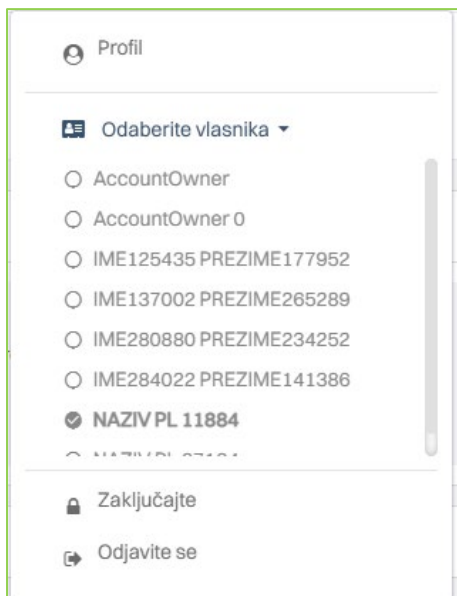 Profil
Odaberite vlasnika
AccountOwner
AccountOwner 0
IME125435 PREZIME177952
IME137002 PREZIME265289
IME280880 PREZIME234252
IME284022 PREZIME141386
NAZIV PL 11884
Zaključajte
Odjavite se